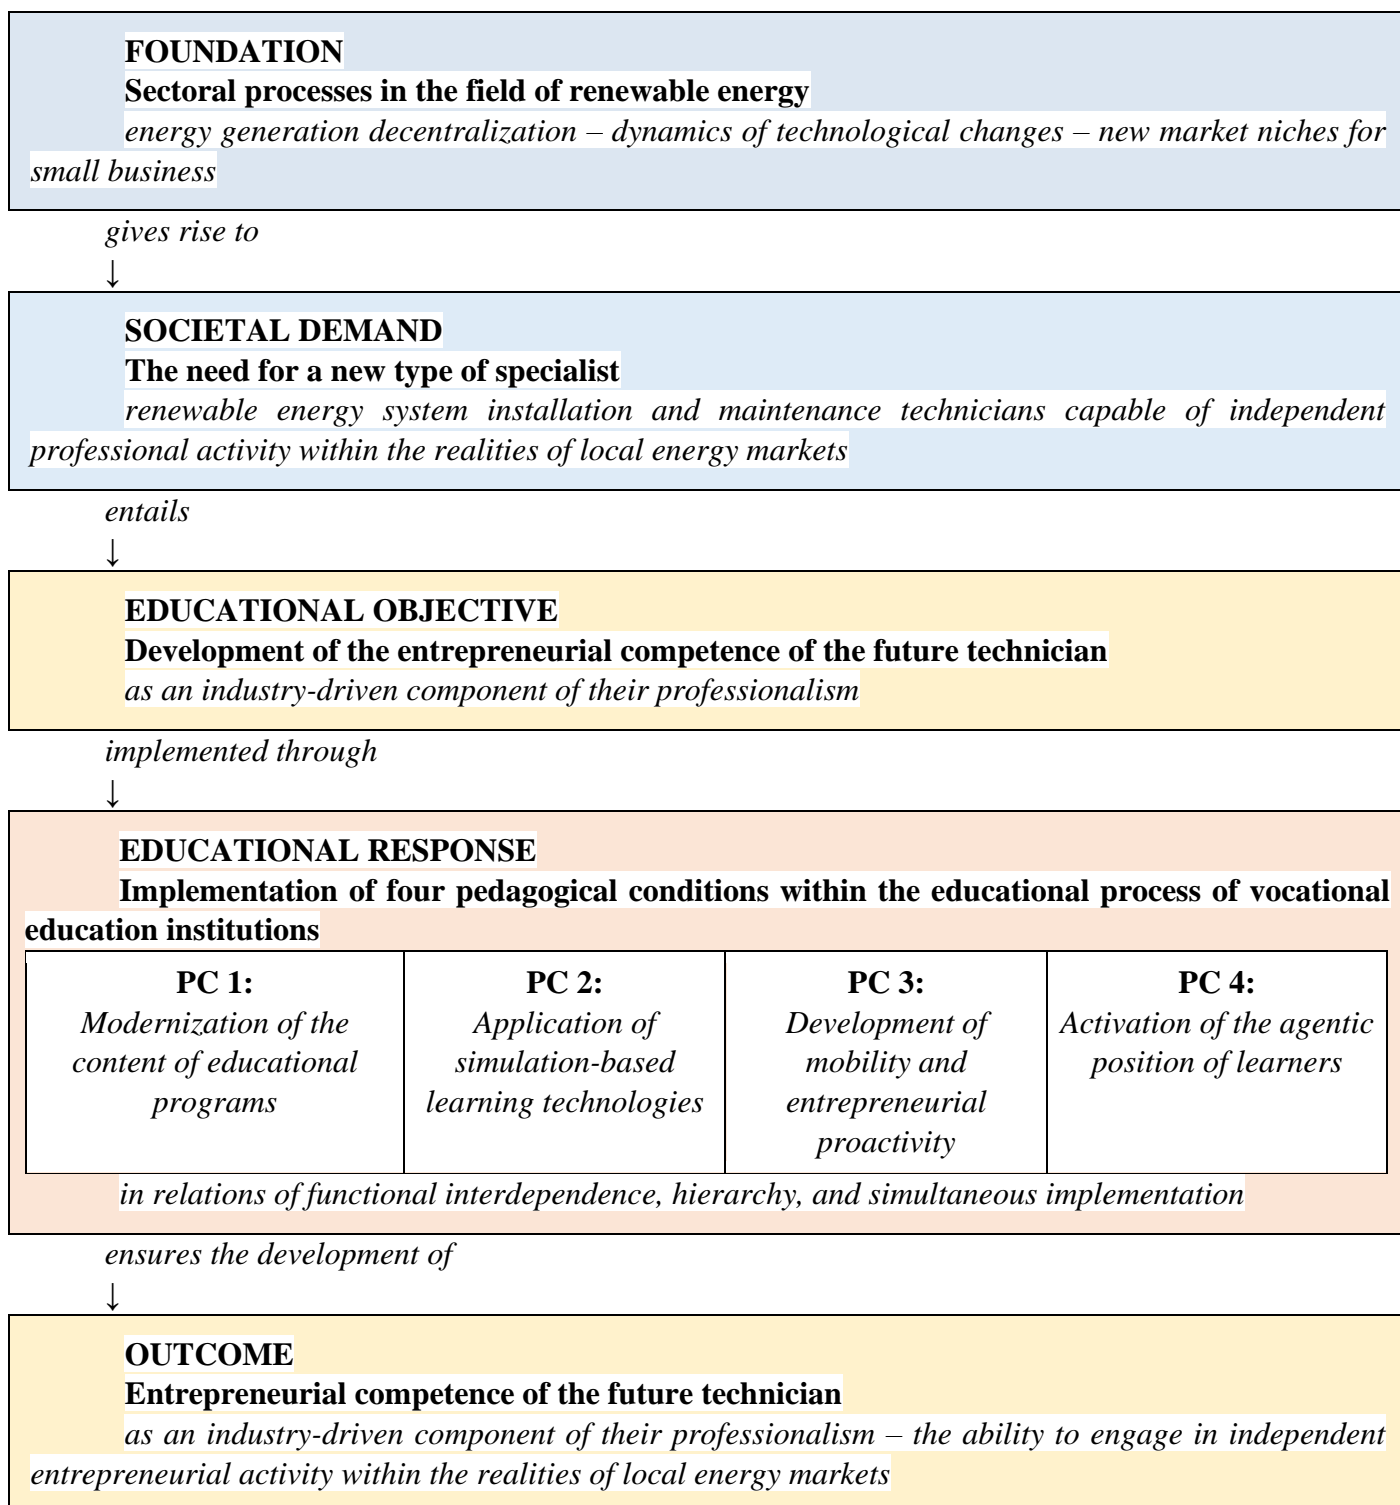 FOUNDATION
Sectoral processes in the field of renewable energy
energy generation decentralization – dynamics of technological changes – new market niches for
small business
gives rise to
↓
SOCIETAL DEMAND
The need for a new type of specialist
renewable energy system installation and maintenance technicians capable of independent
professional activity within the realities of local energy markets
entails
↓
EDUCATIONAL OBJECTIVE
Development of the entrepreneurial competence of the future technician
as an industry-driven component of their professionalism
implemented through
↓
EDUCATIONAL RESPONSE
Implementation of four pedagogical conditions within the educational process of vocational
education institutions
PC 1:
Modernization of the
content of educational
programs
PC 2:
Application of
simulation-based
learning technologies
PC 3:
Development of
mobility and
entrepreneurial
proactivity
PC 4:
Activation of the agentic
position of learners
in relations of functional interdependence, hierarchy, and simultaneous implementation
ensures the development of
↓
OUTCOME
Entrepreneurial competence of the future technician
as an industry-driven component of their professionalism – the ability to engage in independent
entrepreneurial activity within the realities of local energy markets